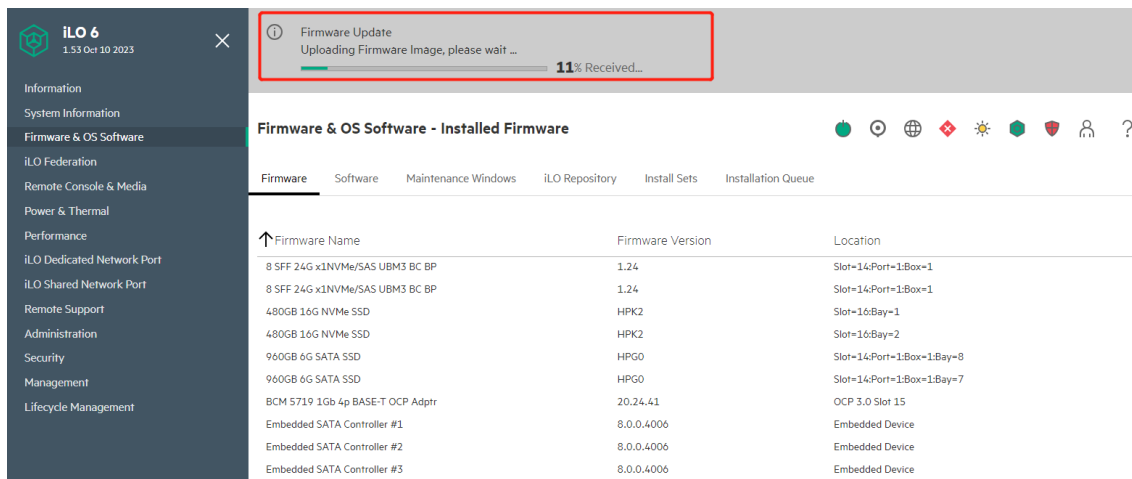 iLO 6
1.53 Oct 10 2023
Information
System Information
Firmware & OS Software
iLO Federation
Remote Console & Media
Power & Thermal
Performance
iLO Dedicated Network Port
iLO Shared Network Port
Remote Support
Administration
Security
Management
Lifecycle Management
Firmware Update
Uploading Firmware Image, please wait ...
11% Received...
Firmware & OS Software - Installed Firmware
Firmware Software Maintenance Windows iLO Repository Install Sets Installation Queue
Firmware Name Firmware Version Location
8 SFF 24G x1NVMe/SAS UBM3 BC BP 1.24 Slot=14:Port=1:Box=1
8 SFF 24G x1NVMe/SAS UBM3 BC BP 1.24 Slot=14:Port=1:Box=1
480GB 16G NVMe SSD HPK2 Slot=16:Bay=1
480GB 16G NVMe SSD HPK2 Slot=16:Bay=2
960GB 6G SATA SSD HPG0 Slot=14:Port=1:Box=1:Bay=8
960GB 6G SATA SSD HPG0 Slot=14:Port=1:Box=1:Bay=7
BCM 5719 1Gb 4p BASE-T OCP Adptr 20.24.41 OCP 3.0 Slot 15
Embedded SATA Controller #1 8.0.0.4006 Embedded Device
Embedded SATA Controller #2 8.0.0.4006 Embedded Device
Embedded SATA Controller #3 8.0.0.4006 Embedded Device